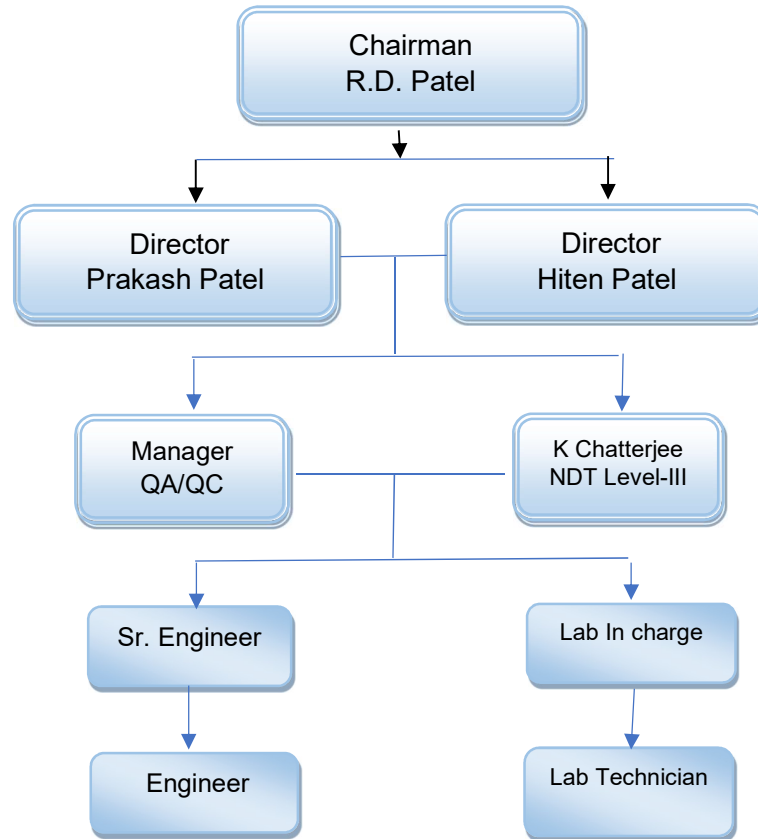 Chairman
R.D. Patel
Director
Prakash Patel
Director
Hiten Patel
Manager
QA/QC
K Chatterjee
NDT Level-III
Sr. Engineer
Lab In charge
Engineer
Lab Technician